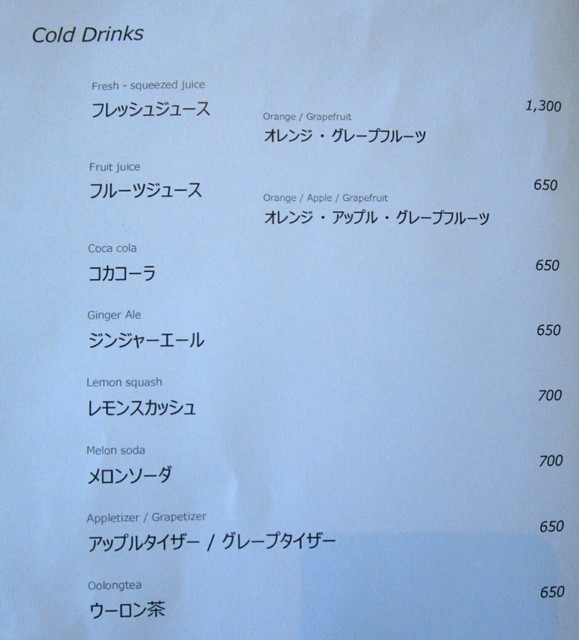 Cold Drinks
Fresh - squeezed juice
フレッシュジュース 1,300
Orange / Grapefruit
オレンジ・グレープフルーツ
Fruit juice
フルーツジュース 650
Orange / Apple / Grapefruit
オレンジ・アップル・グレープフルーツ
Coca cola
コカコーラ 650
Ginger Ale
ジンジャーエール 650
Lemon squash
レモンスカッシュ 700
Melon soda
メロンソーダ 700
Appletizer / Grapetizer
アップルタイザー / グレープタイザー 650
Oolongtea
ウーロン茶 650